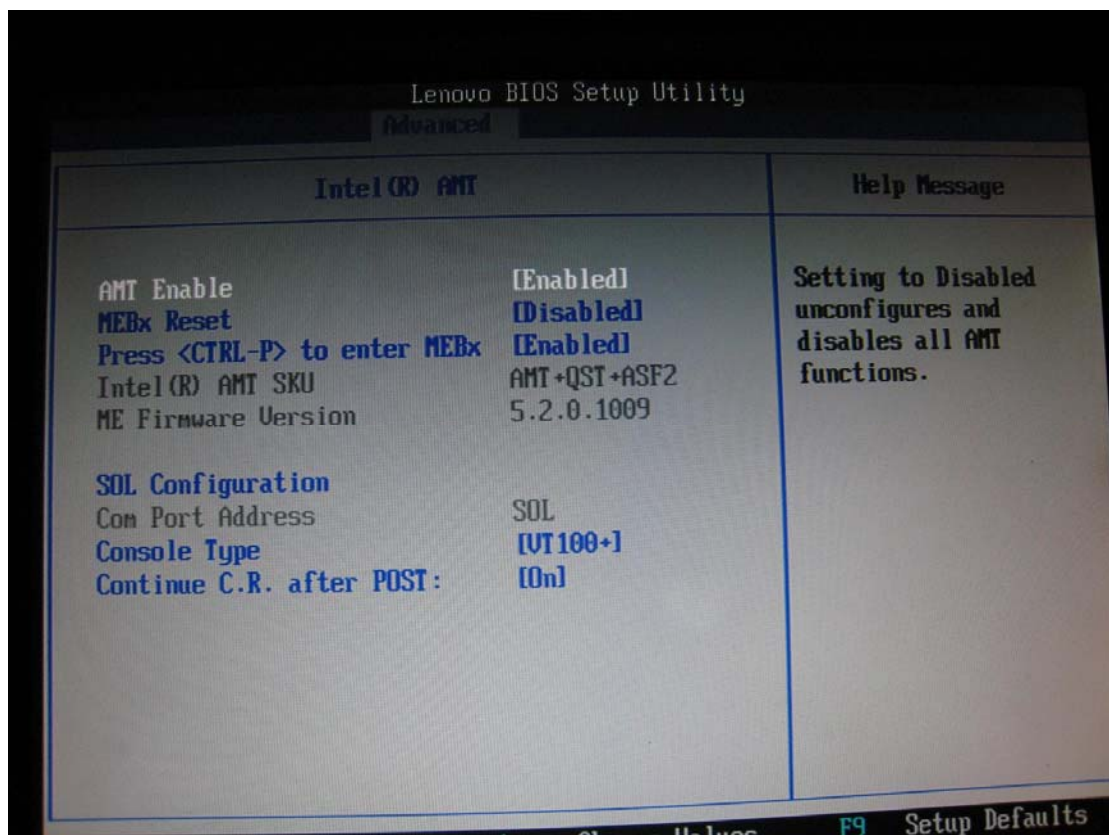 Lenovo BIOS Setup Utility
Advanced
Intel(R) AMT
Help Message
AMT Enable [Enabled]
MEBx Reset [Disabled]
Press <CTRL-P> to enter MEBx [Enabled]
Intel(R) AMT SKU AMT+QST+ASF2
ME Firmware Version 5.2.0.1009
SOL Configuration
Com Port Address SOL
Console Type [VT100+]
Continue C.R. after POST: [On]
Setting to Disabled
unconfigures and
disables all AMT
functions.
F9 Setup Defaults